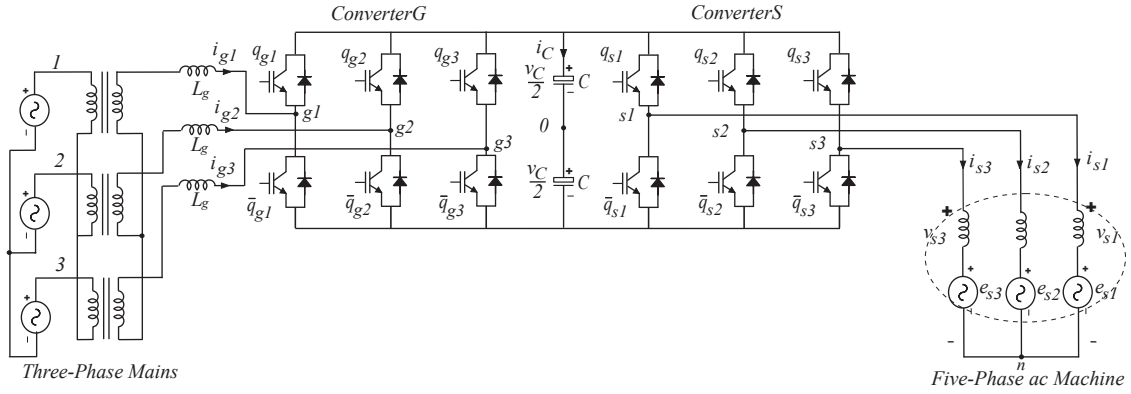 ConverterG
ConverterS
1
i_g1
L_g
q_g1
q_g2
q_g3
g1
i_C
v_C/2
C
+
-
q_s1
q_s2
q_s3
s1
i_g2
L_g
g2
0
s2
2
i_g3
L_g
g3
s3
v_C/2
C
+
-
q̅_g1
q̅_g2
q̅_g3
q̅_s1
q̅_s2
q̅_s3
i_s3
i_s2
i_s1
+
+
v_s3
v_s1
3
e_s3
e_s2
e_s1
-
-
n
Three-Phase Mains
Five-Phase ac Machine